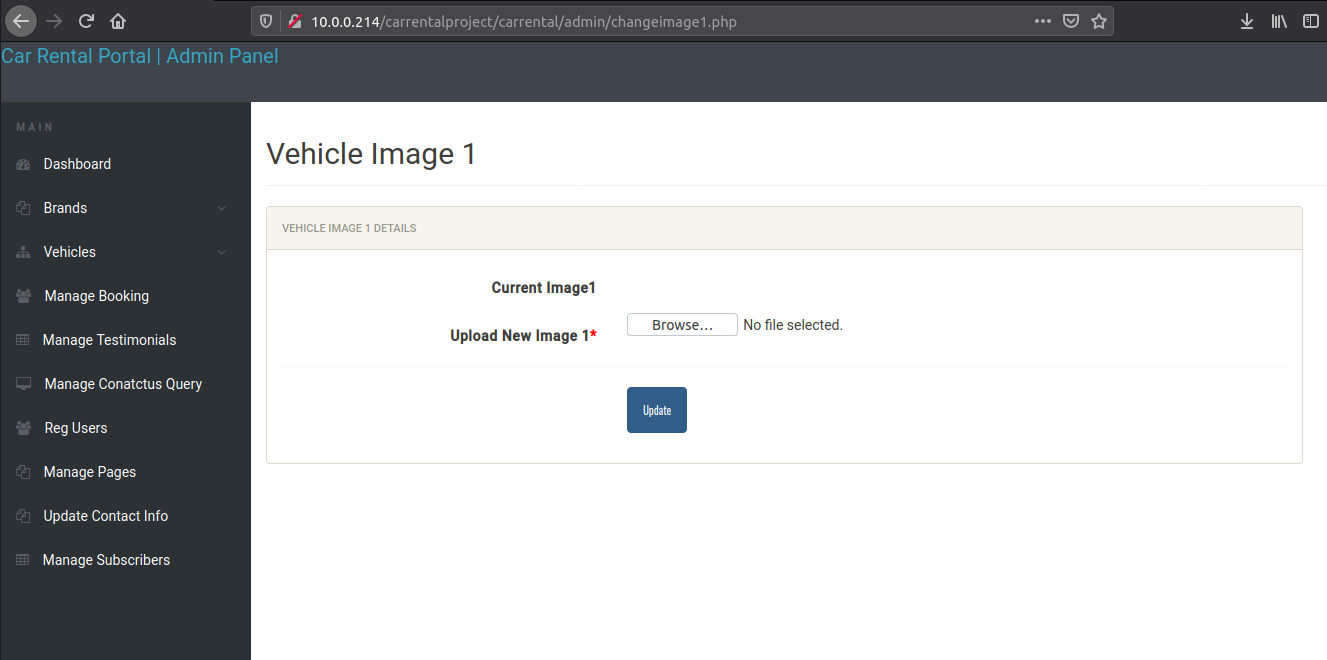 10.0.0.214/carrentalproject/carrental/admin/changeimage1.php
Car Rental Portal | Admin Panel
MAIN
Dashboard
Brands
Vehicles
Manage Booking
Manage Testimonials
Manage Conatctus Query
Reg Users
Manage Pages
Update Contact Info
Manage Subscribers
Vehicle Image 1
VEHICLE IMAGE 1 DETAILS
Current Image1
Upload New Image 1* Browse... No file selected.
Update